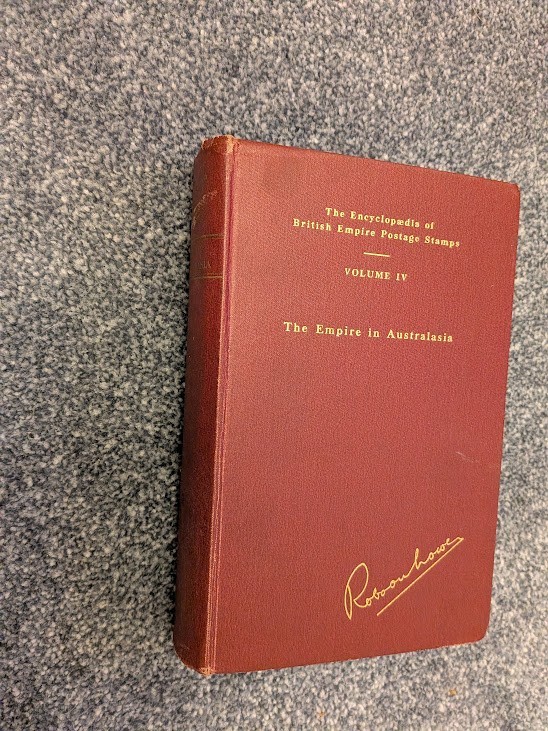 The Encyclopædia of
British Empire Postage Stamps
VOLUME IV
The Empire in Australasia
Robson Lowe